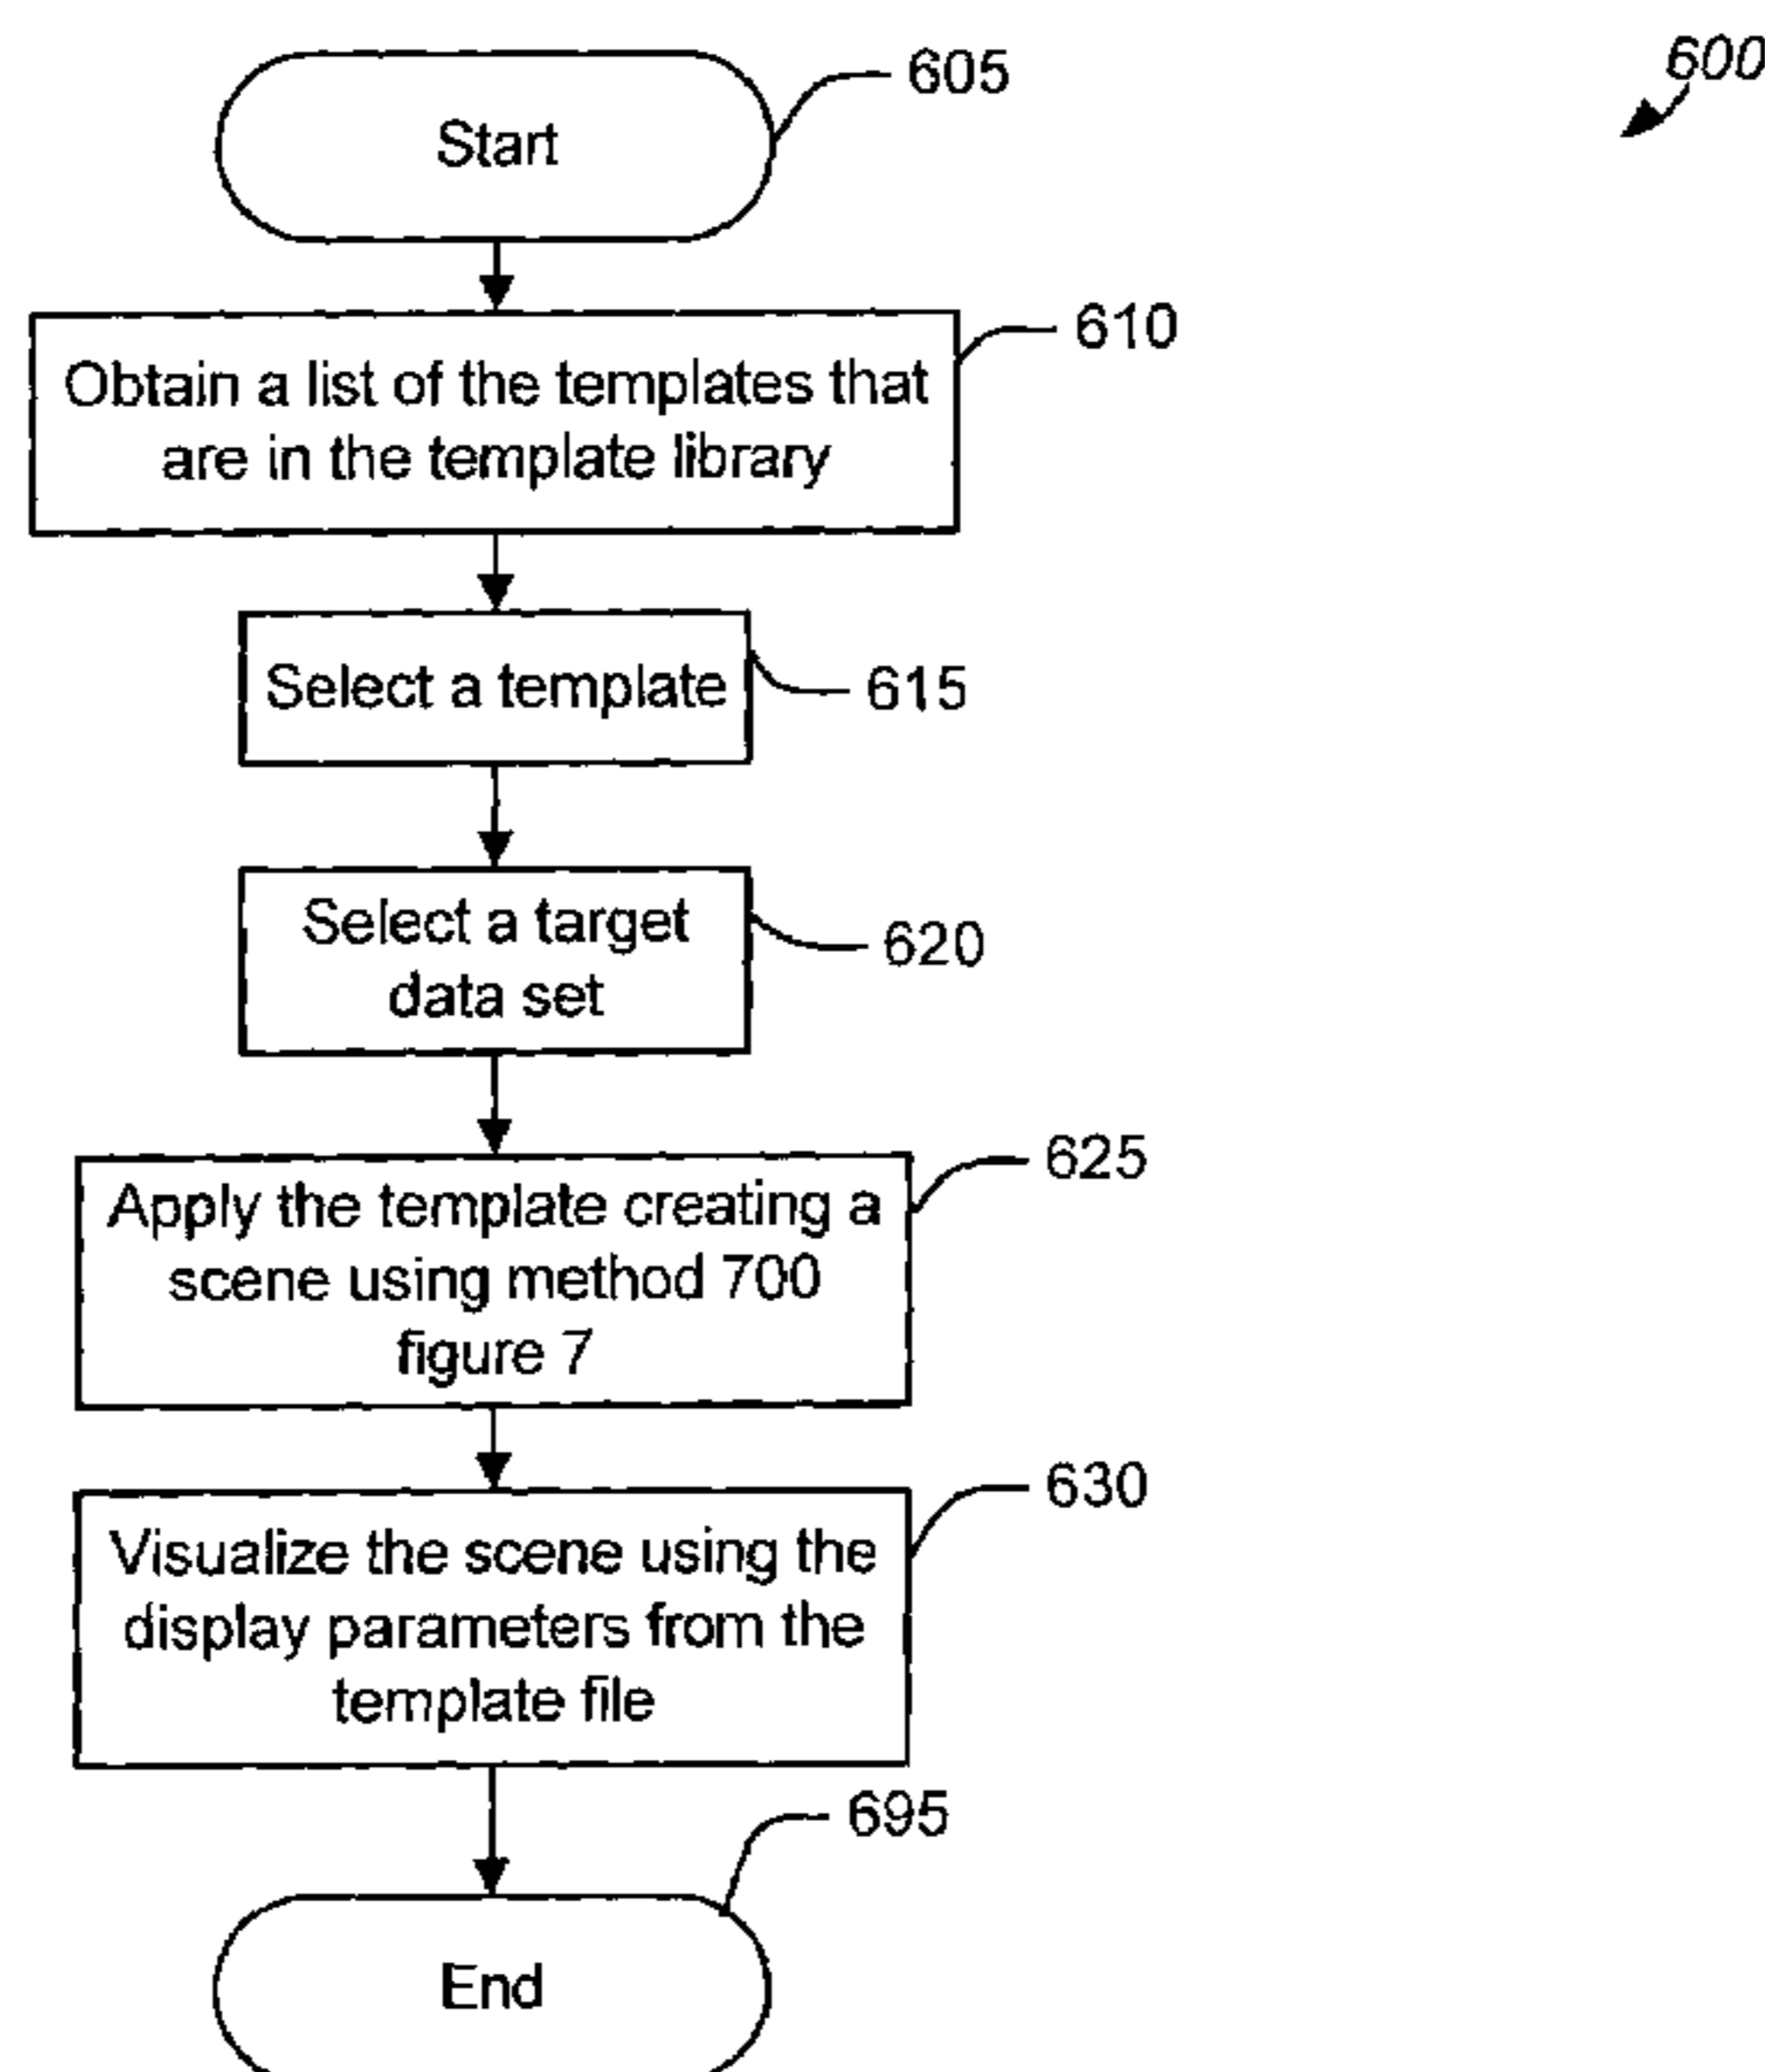 600
Start
605
Obtain a list of the templates that
are in the template library
610
Select a template
615
Select a target
data set
620
Apply the template creating a
scene using method 700
figure 7
625
Visualize the scene using the
display parameters from the
template file
630
End
695